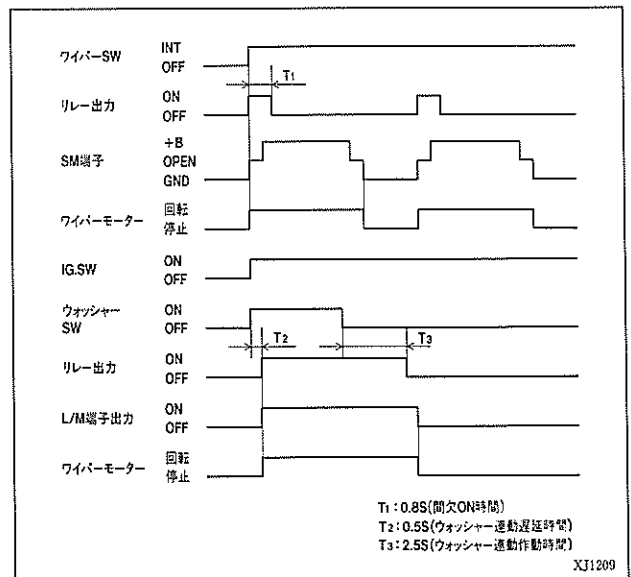 ワイパーSW INT
OFF
T1
リレー出力 ON
OFF
SM端子 +B
OPEN
GND
ワイパーモーター 回転
停止
IG.SW ON
OFF
ウォッシャー SW ON
OFF
T2 T3
リレー出力 ON
OFF
L/M端子出力 ON
OFF
ワイパーモーター 回転
停止
T1:0.8S(間欠ON時間)
T2:0.5S(ウォッシャー連動遅延時間)
T3:2.5S(ウォッシャー連動作動時間)
XJ1209